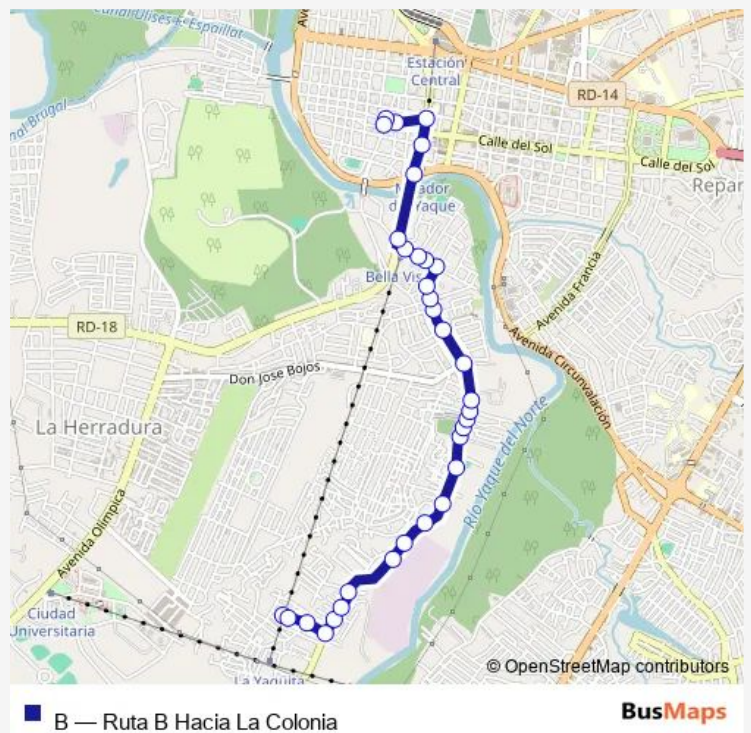 Canal Ulises F. Espaillat
Estación
Central
RD-14
Calle del Sol
Calle del Sol
Repar
Mirador
del Yaque
Bella Vis
Avenida Francia
RD-18
Avenida Circunvalación
Don Jose Bojos
La Herradura
Río Yaque del Norte
Avenida Olímpica
Ciudad
Universitaria
La Yaquita
© OpenStreetMap contributors
B — Ruta B Hacia La Colonia
BusMaps